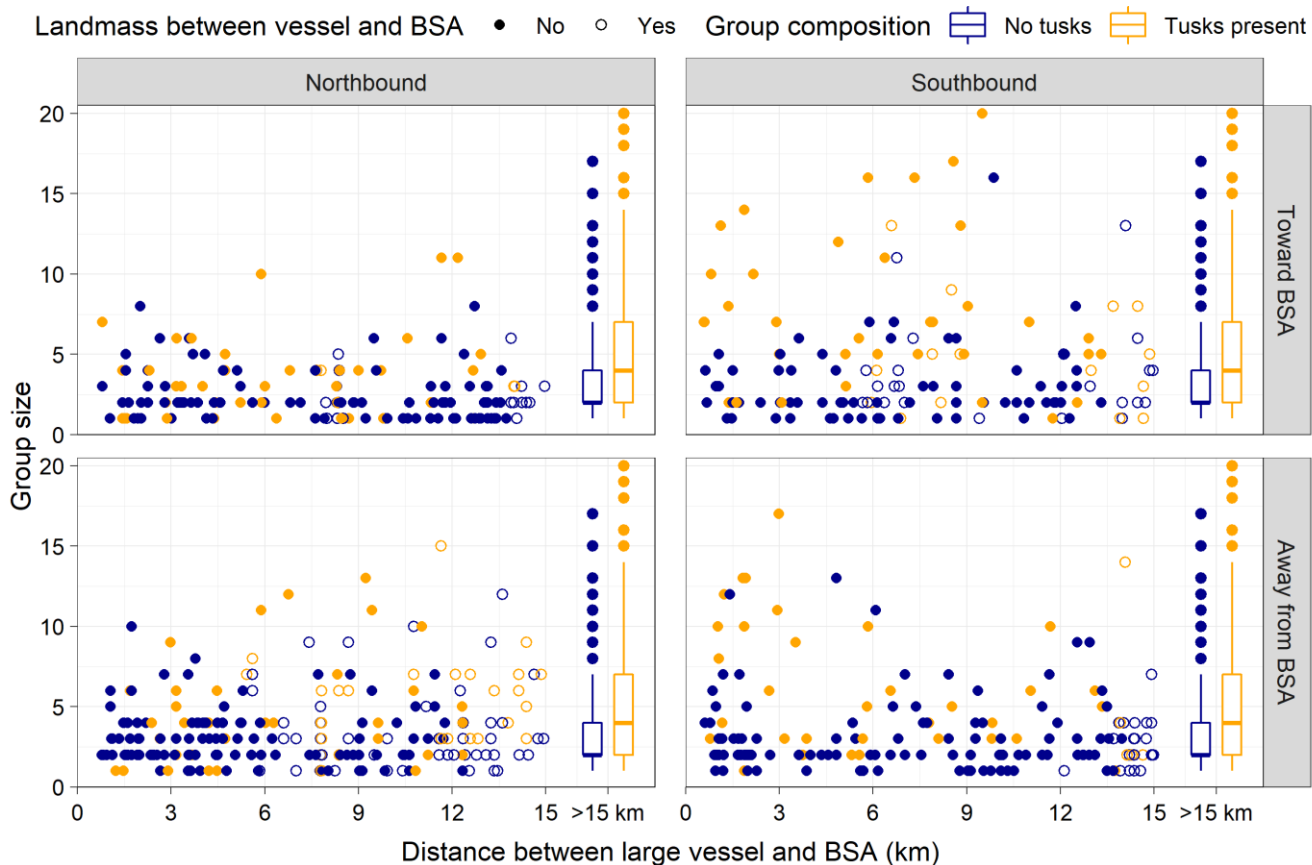 Landmass between vessel and BSA No Yes Group composition No tusks Tusks present
Northbound Southbound
Group size
20
15
10
5
0
Toward BSA
20
15
10
5
0
Away from BSA
0 3 6 9 12 15 >15 km 0 3 6 9 12 15 >15 km
Distance between large vessel and BSA (km)